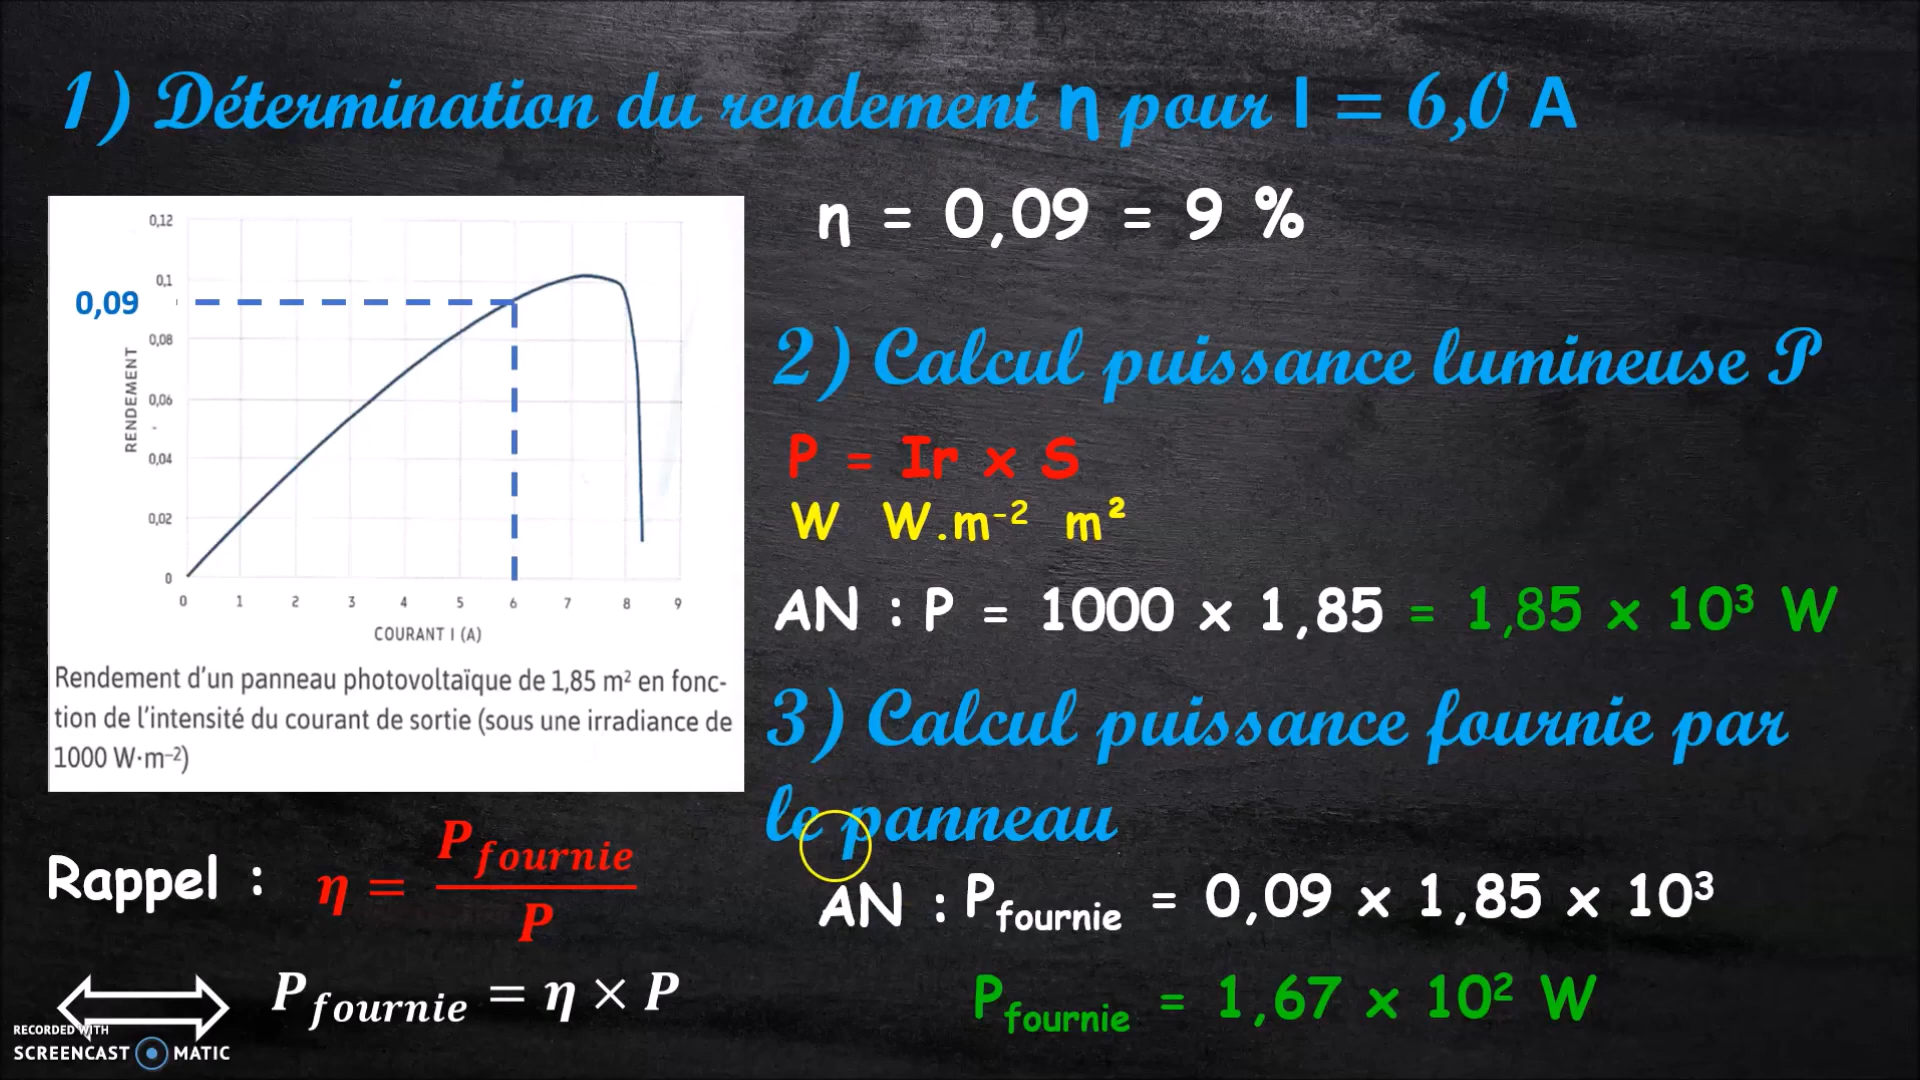 1) Détermination du rendement η pour I = 6,0 A
η = 0,09 = 9 %
0,12
0,1
0,09
0,08
0,06
0,04
0,02
0
RENDEMENT
0 1 2 3 4 5 6 7 8 9
COURANT I (A)
Rendement d'un panneau photovoltaïque de 1,85 m² en fonc-
tion de l'intensité du courant de sortie (sous une irradiance de
1000 W·m⁻²)
2) Calcul puissance lumineuse P
P = Ir x S
W W.m⁻² m²
AN : P = 1000 x 1,85 = 1,85 x 10³ W
3) Calcul puissance fournie par
le panneau
Rappel : η = P fournie / P
P fournie = η × P
AN : Pfournie = 0,09 x 1,85 x 10³
Pfournie = 1,67 x 10² W
RECORDED WITH
SCREENCAST MATIC